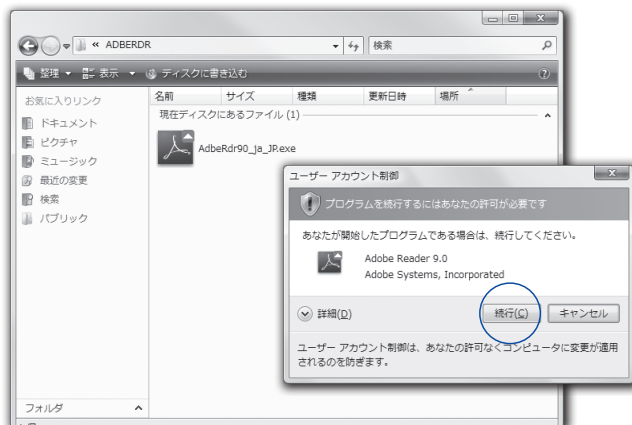 « ADBERDR
検索
整理
表示
ディスクに書き込む
お気に入りリンク
ドキュメント
ピクチャ
ミュージック
最近の変更
検索
パブリック
フォルダ
名前 サイズ 種類 更新日時 場所
現在ディスクにあるファイル (1)
AdbeRdr90_ja_JP.exe
ユーザー アカウント制御
プログラムを続行するにはあなたの許可が必要です
あなたが開始したプログラムである場合は、続行してください。
Adobe Reader 9.0
Adobe Systems, Incorporated
詳細(D)
続行(C)
キャンセル
ユーザー アカウント制御は、あなたの許可なくコンピュータに変更が適用
されるのを防ぎます。